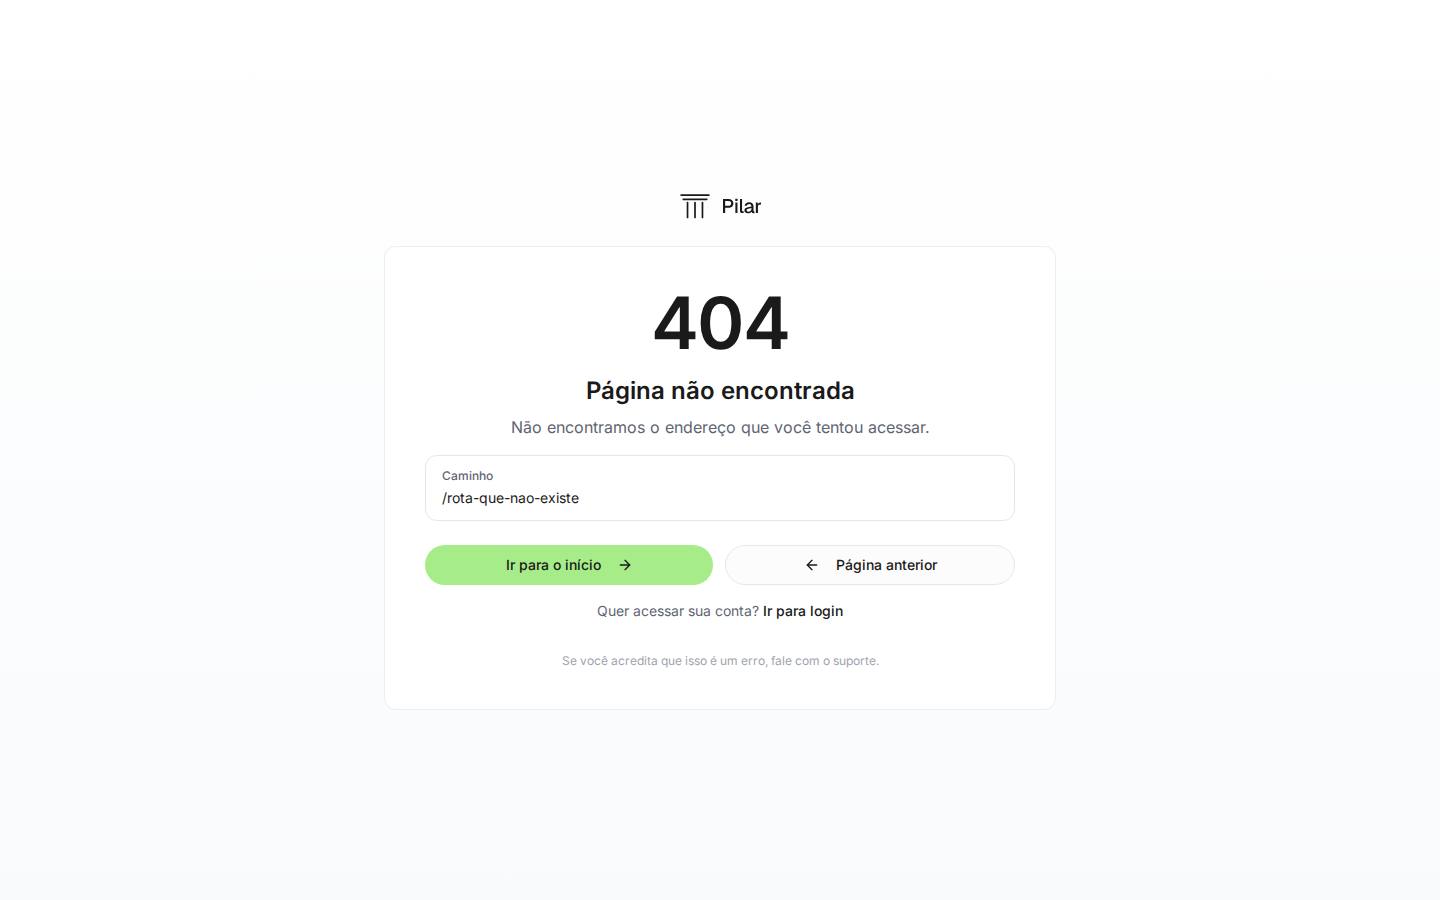 Pilar
404
Página não encontrada
Não encontramos o endereço que você tentou acessar.
Caminho
/rota-que-nao-existe
Ir para o início
Página anterior
Quer acessar sua conta? Ir para login
Se você acredita que isso é um erro, fale com o suporte.